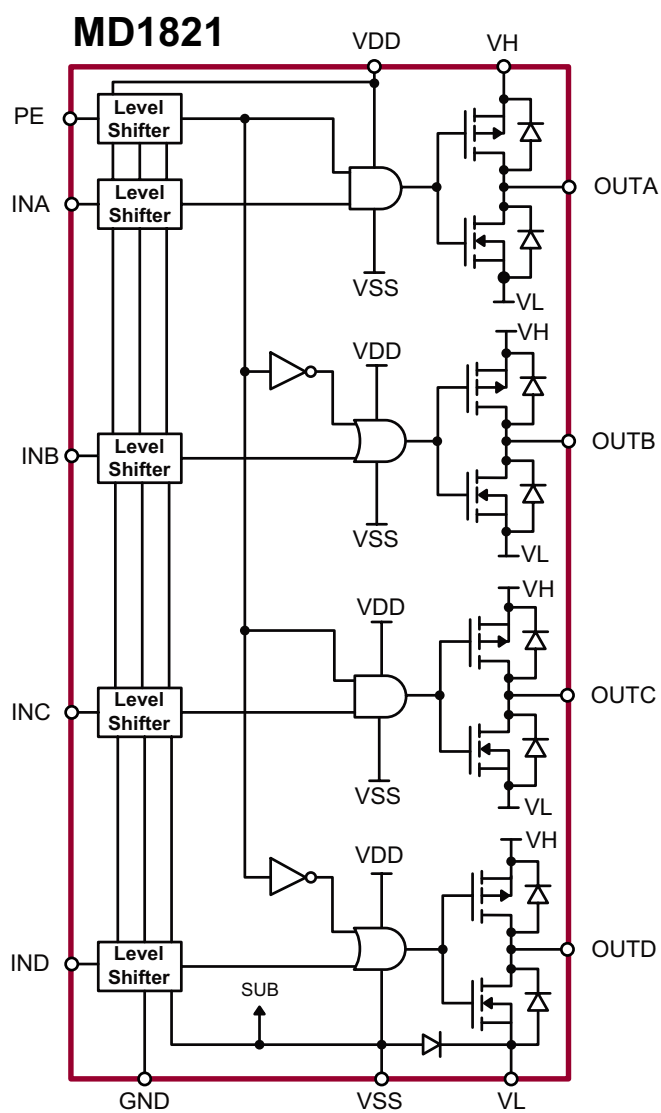 MD1821
VDD
VH
PE
Level
Shifter
INA
Level
Shifter
OUTA
VSS
VL
VH
VDD
INB
Level
Shifter
OUTB
VSS
VL
VH
VDD
INC
Level
Shifter
OUTC
VSS
VL
VH
VDD
IND
Level
Shifter
OUTD
SUB
GND
VSS
VL